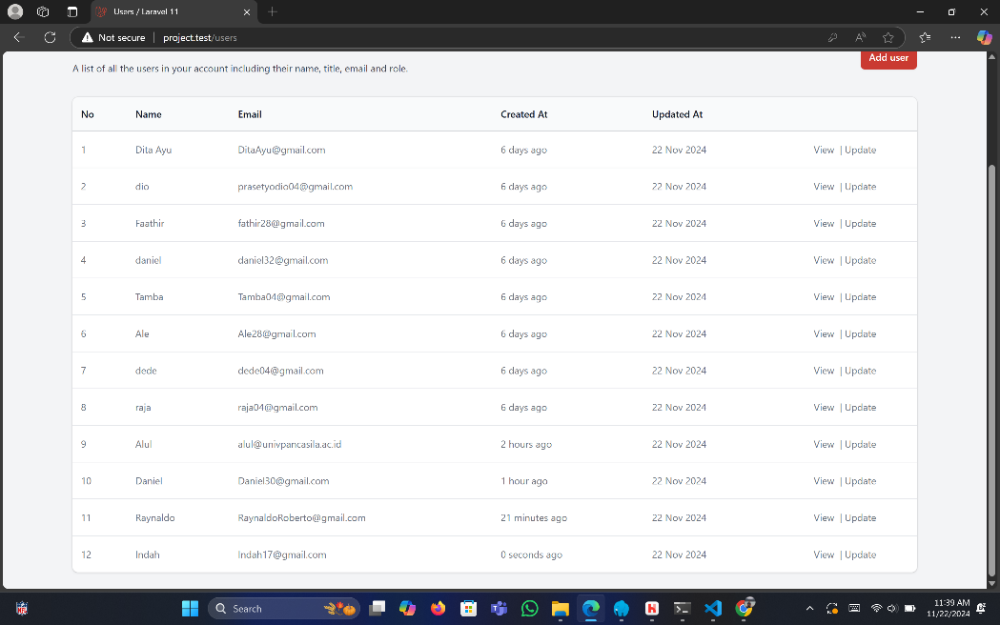 Users / Laravel 11
Not secure project.test/users
A list of all the users in your account including their name, title, email and role.
Add user
No Name Email Created At Updated At
1 Dita Ayu DitaAyu@gmail.com 6 days ago 22 Nov 2024 View | Update
2 dio prasetyodio04@gmail.com 6 days ago 22 Nov 2024 View | Update
3 Faathir fathir28@gmail.com 6 days ago 22 Nov 2024 View | Update
4 daniel daniel32@gmail.com 6 days ago 22 Nov 2024 View | Update
5 Tamba Tamba04@gmail.com 6 days ago 22 Nov 2024 View | Update
6 Ale Ale28@gmail.com 6 days ago 22 Nov 2024 View | Update
7 dede dede04@gmail.com 6 days ago 22 Nov 2024 View | Update
8 raja raja04@gmail.com 6 days ago 22 Nov 2024 View | Update
9 Alul alul@univpancasila.ac.id 2 hours ago 22 Nov 2024 View | Update
10 Daniel Daniel30@gmail.com 1 hour ago 22 Nov 2024 View | Update
11 Raynaldo RaynaldoRoberto@gmail.com 21 minutes ago 22 Nov 2024 View | Update
12 Indah Indah17@gmail.com 0 seconds ago 22 Nov 2024 View | Update
Search
11:39 AM
11/22/2024